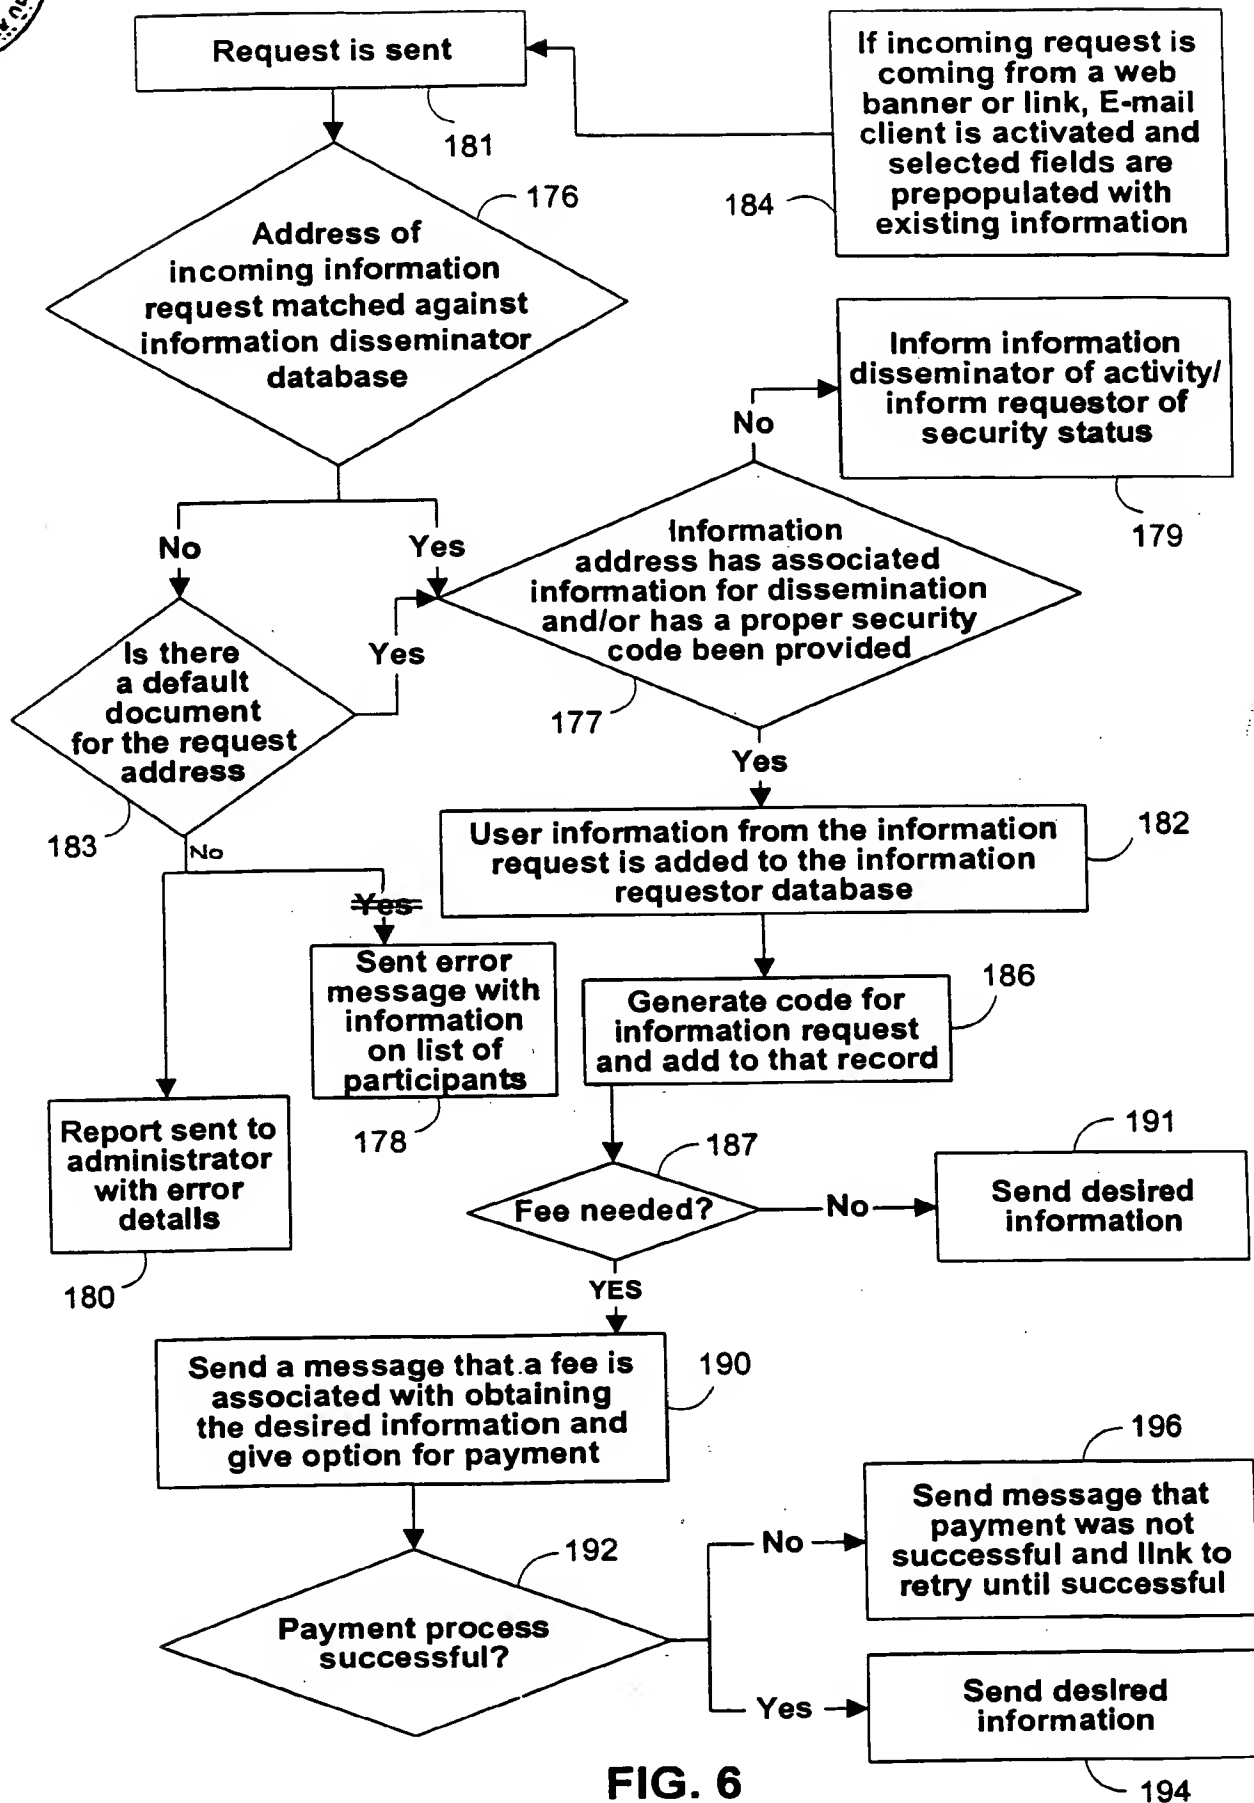 Request is sent
181
If incoming request is
coming from a web
banner or link, E-mail
client is activated and
selected fields are
prepopulated with
existing information
184
176
Address of
incoming information
request matched against
information disseminator
database
Inform information
disseminator of activity/
inform requestor of
security status
179
No
No
Yes
Information
address has associated
information for dissemination
and/or has a proper security
code been provided
177
Is there
a default
document
for the request
address
183
Yes
Yes
No
Yes
User information from the information
request is added to the information
requestor database
182
Sent error
message with
information
on list of
participants
178
Generate code for
information request
and add to that record
186
Report sent to
administrator
with error
details
180
187
Fee needed?
No
191
Send desired
information
YES
Send a message that a fee is
associated with obtaining
the desired information and
give option for payment
190
192
Payment process
successful?
No
196
Send message that
payment was not
successful and link to
retry until successful
Yes
Send desired
information
194
FIG. 6